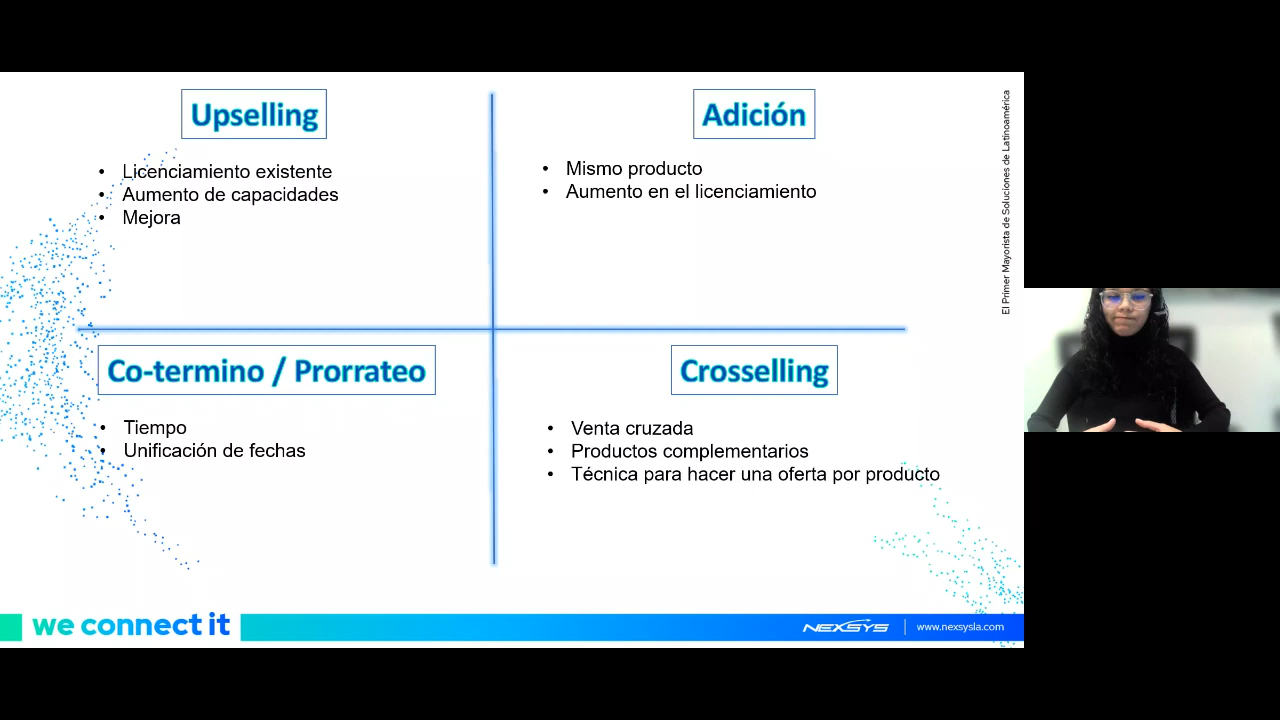 Upselling
• Licenciamiento existente
• Aumento de capacidades
• Mejora
Adición
• Mismo producto
• Aumento en el licenciamiento
Co-termino / Prorrateo
• Tiempo
• Unificación de fechas
Crosselling
• Venta cruzada
• Productos complementarios
• Técnica para hacer una oferta por producto
El Primer Mayorista de Soluciones de Latinoamérica
we connect it
NEXSYS
www.nexsysla.com